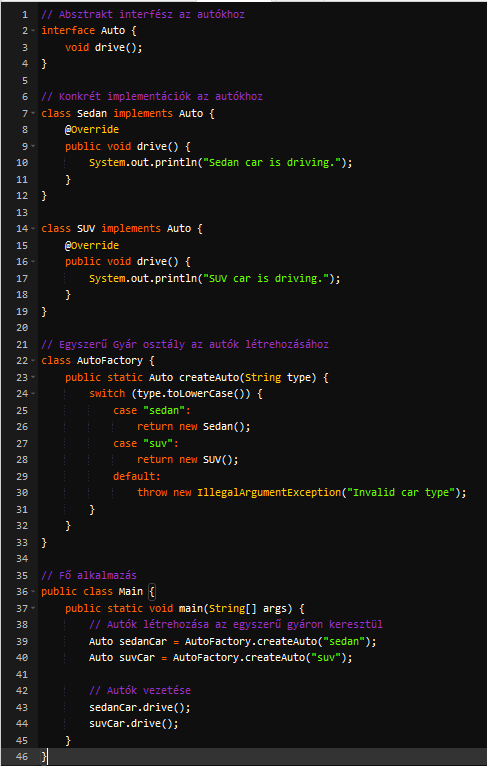 1 // Absztrakt interfész az autókhoz
2 interface Auto {
3     void drive();
4 }
5
6 // Konkrét implementációk az autókhoz
7 class Sedan implements Auto {
8     @Override
9     public void drive() {
10         System.out.println("Sedan car is driving.");
11     }
12 }
13
14 class SUV implements Auto {
15     @Override
16     public void drive() {
17         System.out.println("SUV car is driving.");
18     }
19 }
20
21 // Egyszerű Gyár osztály az autók létrehozásához
22 class AutoFactory {
23     public static Auto createAuto(String type) {
24         switch (type.toLowerCase()) {
25             case "sedan":
26                 return new Sedan();
27             case "suv":
28                 return new SUV();
29             default:
30                 throw new IllegalArgumentException("Invalid car type");
31         }
32     }
33 }
34
35 // Fő alkalmazás
36 public class Main {
37     public static void main(String[] args) {
38         // Autók létrehozása az egyszerű gyáron keresztül
39         Auto sedanCar = AutoFactory.createAuto("sedan");
40         Auto suvCar = AutoFactory.createAuto("suv");
41
42         // Autók vezetése
43         sedanCar.drive();
44         suvCar.drive();
45     }
46 }